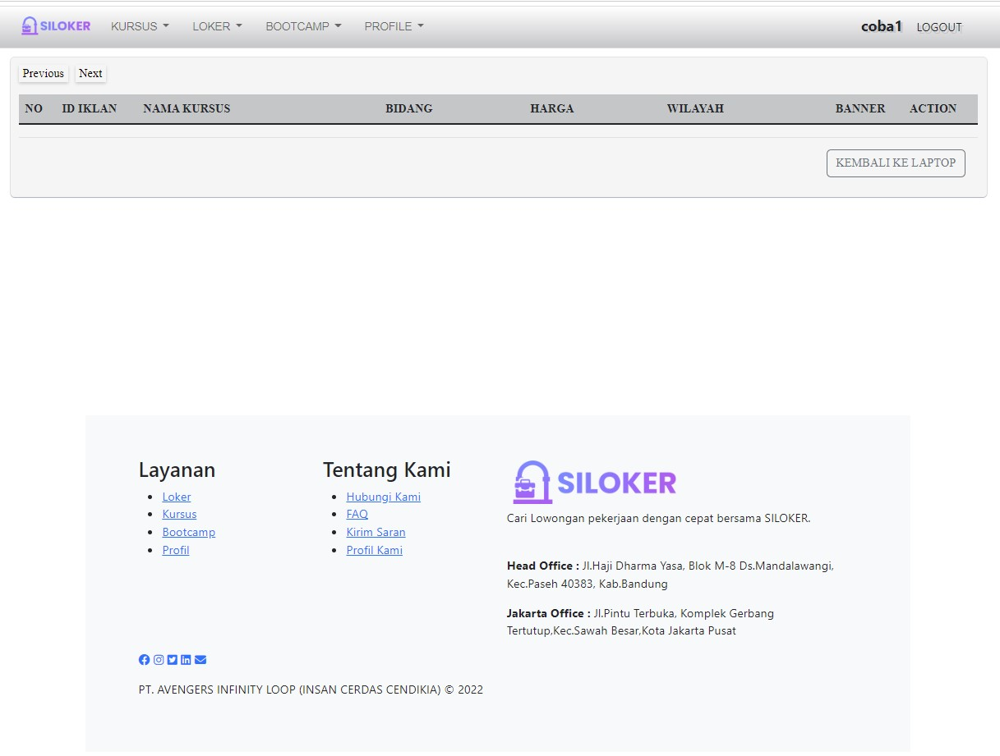 SILOKER KURSUS LOKER BOOTCAMP PROFILE coba1 LOGOUT
Previous Next
NO ID IKLAN NAMA KURSUS BIDANG HARGA WILAYAH BANNER ACTION
KEMBALI KE LAPTOP
Layanan
Loker
Kursus
Bootcamp
Profil
Tentang Kami
Hubungi Kami
FAQ
Kirim Saran
Profil Kami
SILOKER
Cari Lowongan pekerjaan dengan cepat bersama SILOKER.
Head Office : Jl.Haji Dharma Yasa, Blok M-8 Ds.Mandalawangi,
Kec.Paseh 40383, Kab.Bandung
Jakarta Office : Jl.Pintu Terbuka, Komplek Gerbang
Tertutup,Kec.Sawah Besar,Kota Jakarta Pusat
PT. AVENGERS INFINITY LOOP (INSAN CERDAS CENDIKIA) © 2022